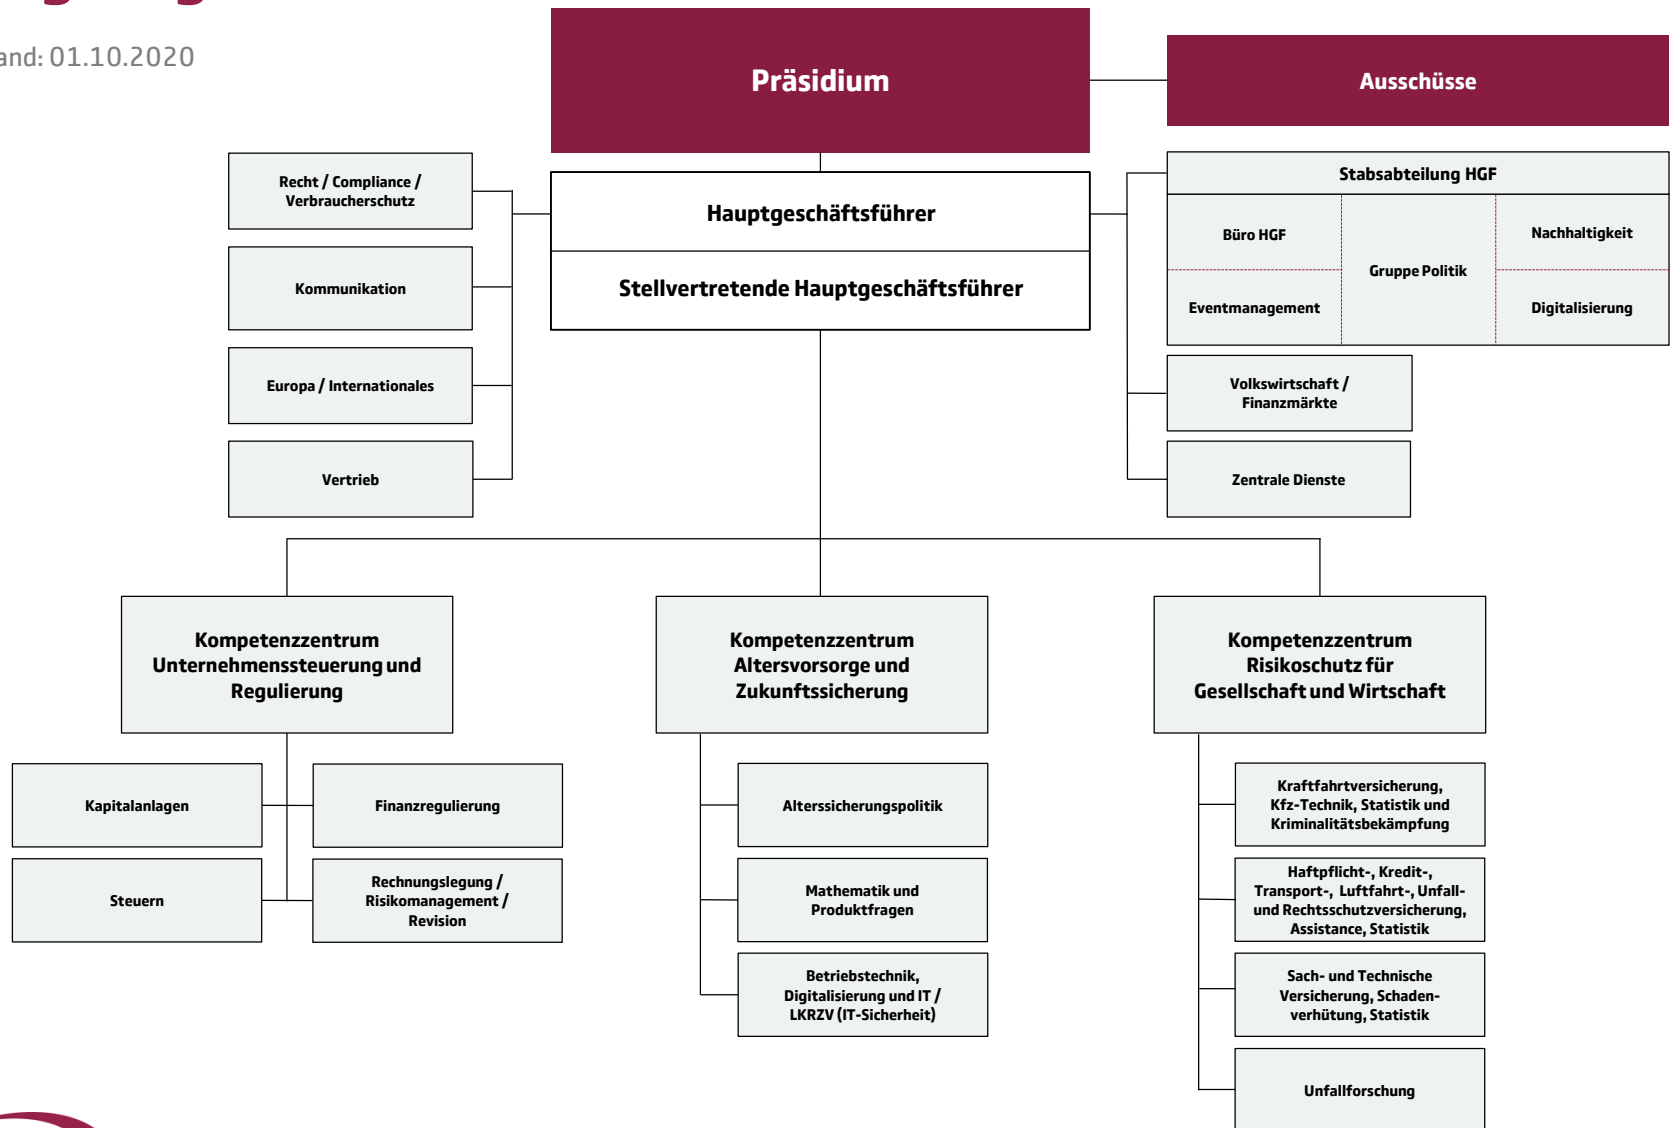 Stand: 01.10.2020
Präsidium
Ausschüsse
Recht / Compliance /
Verbraucherschutz
Kommunikation
Europa / Internationales
Vertrieb
Hauptgeschäftsführer
Stellvertretende Hauptgeschäftsführer
Stabsabteilung HGF
Büro HGF
Eventmanagement
Gruppe Politik
Nachhaltigkeit
Digitalisierung
Volkswirtschaft /
Finanzmärkte
Zentrale Dienste
Kompetenzzentrum
Unternehmenssteuerung und
Regulierung
Kapitalanlagen
Finanzregulierung
Steuern
Rechnungslegung /
Risikomanagement /
Revision
Kompetenzzentrum
Altersvorsorge und
Zukunftssicherung
Alterssicherungspolitik
Mathematik und
Produktfragen
Betriebstechnik,
Digitalisierung und IT /
LKRZV (IT-Sicherheit)
Kompetenzzentrum
Risikoschutz für
Gesellschaft und Wirtschaft
Kraftfahrtversicherung,
Kfz-Technik, Statistik und
Kriminalitätsbekämpfung
Haftpflicht-, Kredit-,
Transport-, Luftfahrt-, Unfall-
und Rechtsschutzversicherung,
Assistance, Statistik
Sach- und Technische
Versicherung, Schaden-
verhütung, Statistik
Unfallforschung